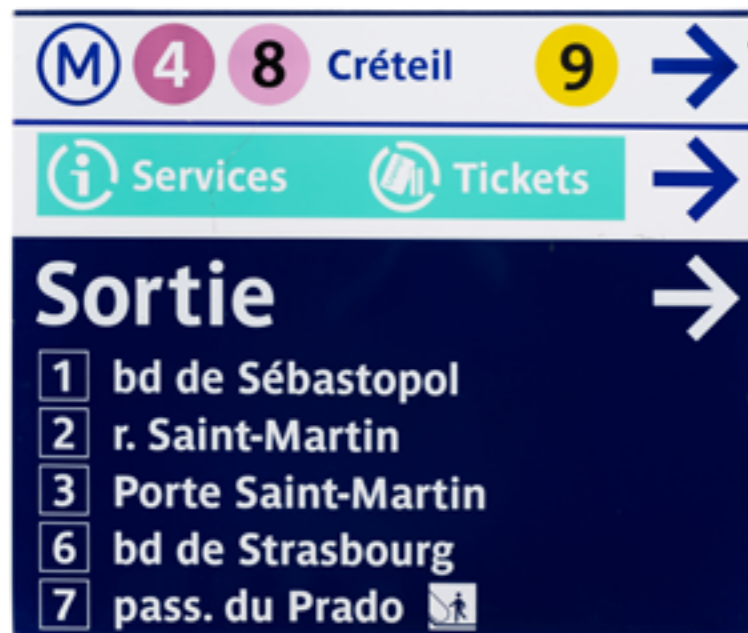 M 4 8 Créteil 9 →
i Services Tickets →
Sortie →
1 bd de Sébastopol
2 r. Saint-Martin
3 Porte Saint-Martin
6 bd de Strasbourg
7 pass. du Prado